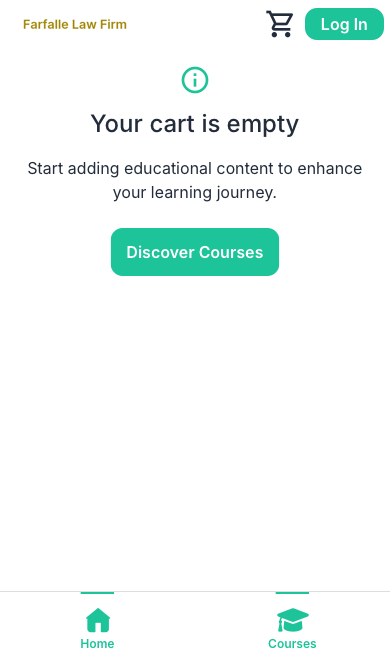 Farfalle Law Firm
Log In
Your cart is empty
Start adding educational content to enhance
your learning journey.
Discover Courses
Home
Courses